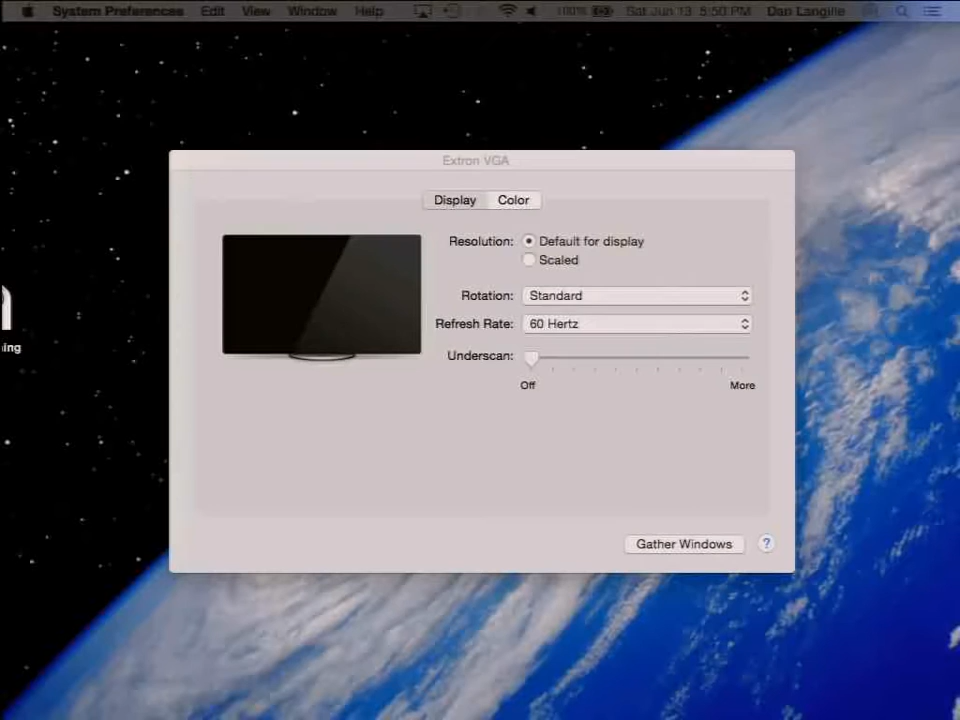 System Preferences Edit View Window Help 100% Sat Jun 13 5:50 PM Dan Langille
Extron VGA
Display Color
Resolution: Default for display
Scaled
Rotation: Standard
Refresh Rate: 60 Hertz
ing
Underscan:
Off More
Gather Windows ?